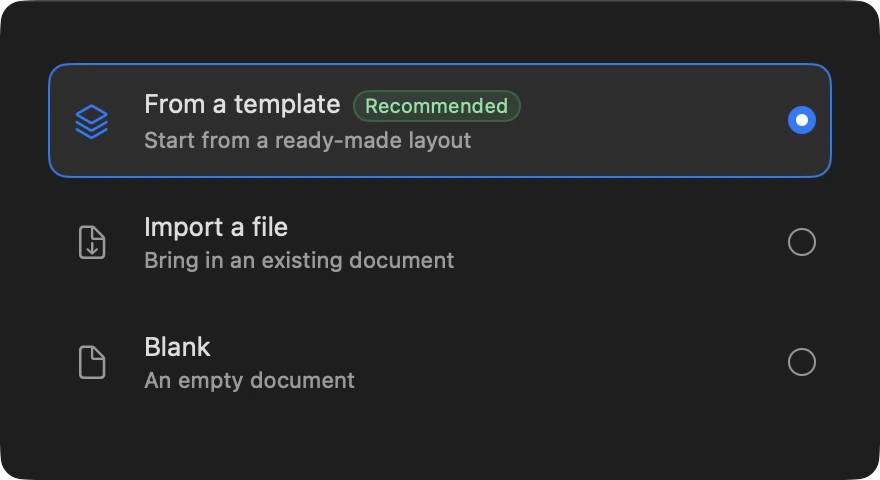 From a template Recommended
Start from a ready-made layout
Import a file
Bring in an existing document
Blank
An empty document